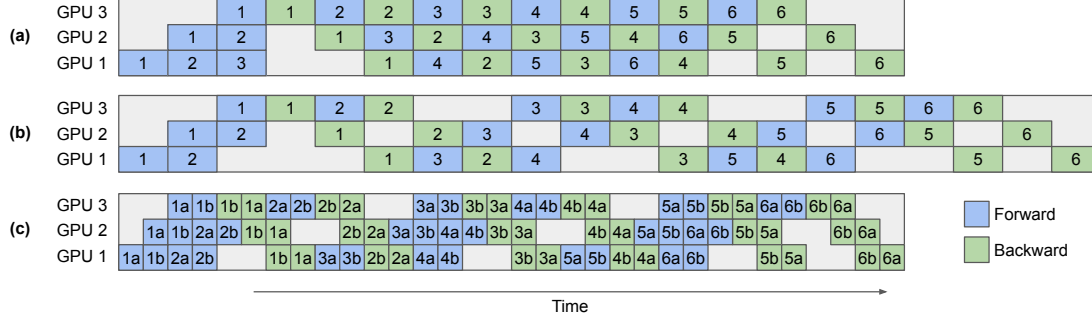 GPU 3 1 1 2 2 3 3 4 4 5 5 6 6
(a) GPU 2 1 2 1 3 2 4 3 5 4 6 5 6
GPU 1 1 2 3 1 4 2 5 3 6 4 5 6
GPU 3 1 1 2 2 3 3 4 4 5 5 6 6
(b) GPU 2 1 2 1 2 3 4 3 4 5 6 5 6
GPU 1 1 2 1 3 2 4 3 5 4 6 5 6
GPU 3 1a 1b 1b 1a 2a 2b 2b 2a 3a 3b 3b 3a 4a 4b 4b 4a 5a 5b 5b 5a 6a 6b 6b 6a
(c) GPU 2 1a 1b 2a 2b 1b 1a 2b 2a 3a 3a 4a 4b 3b 3a 4b 4a 5a 5b 6a 6b 5b 5a 6b 6a
GPU 1 1a 1b 2a 2b 1b 1a 3a 3b 2b 2a 4a 4b 3b 3a 5a 5b 4b 4a 6a 6b 5b 5a 6b 6a
Forward
Backward
Time